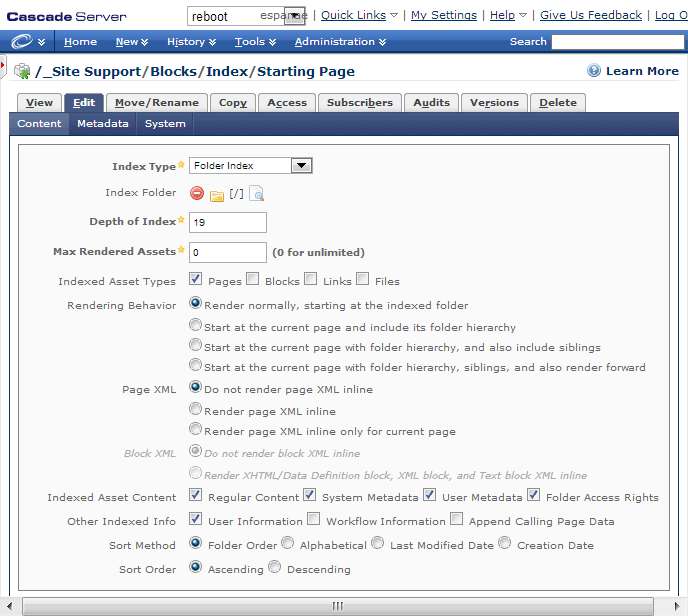 Cascade Server reboot espanse | Quick Links | My Settings | Help | Give Us Feedback | Log O
Home New History Tools Administration Search
/_Site Support/Blocks/Index/Starting Page Learn More
View Edit Move/Rename Copy Access Subscribers Audits Versions Delete
Content Metadata System
Index Type Folder Index
Index Folder [/]
Depth of Index 19
Max Rendered Assets 0 (0 for unlimited)
Indexed Asset Types Pages Blocks Links Files
Rendering Behavior Render normally, starting at the indexed folder
Start at the current page and include its folder hierarchy
Start at the current page with folder hierarchy, and also include siblings
Start at the current page with folder hierarchy, siblings, and also render forward
Page XML Do not render page XML inline
Render page XML inline
Render page XML inline only for current page
Block XML Do not render block XML inline
Render XHTML/Data Definition block, XML block, and Text block XML inline
Indexed Asset Content Regular Content System Metadata User Metadata Folder Access Rights
Other Indexed Info User Information Workflow Information Append Calling Page Data
Sort Method Folder Order Alphabetical Last Modified Date Creation Date
Sort Order Ascending Descending